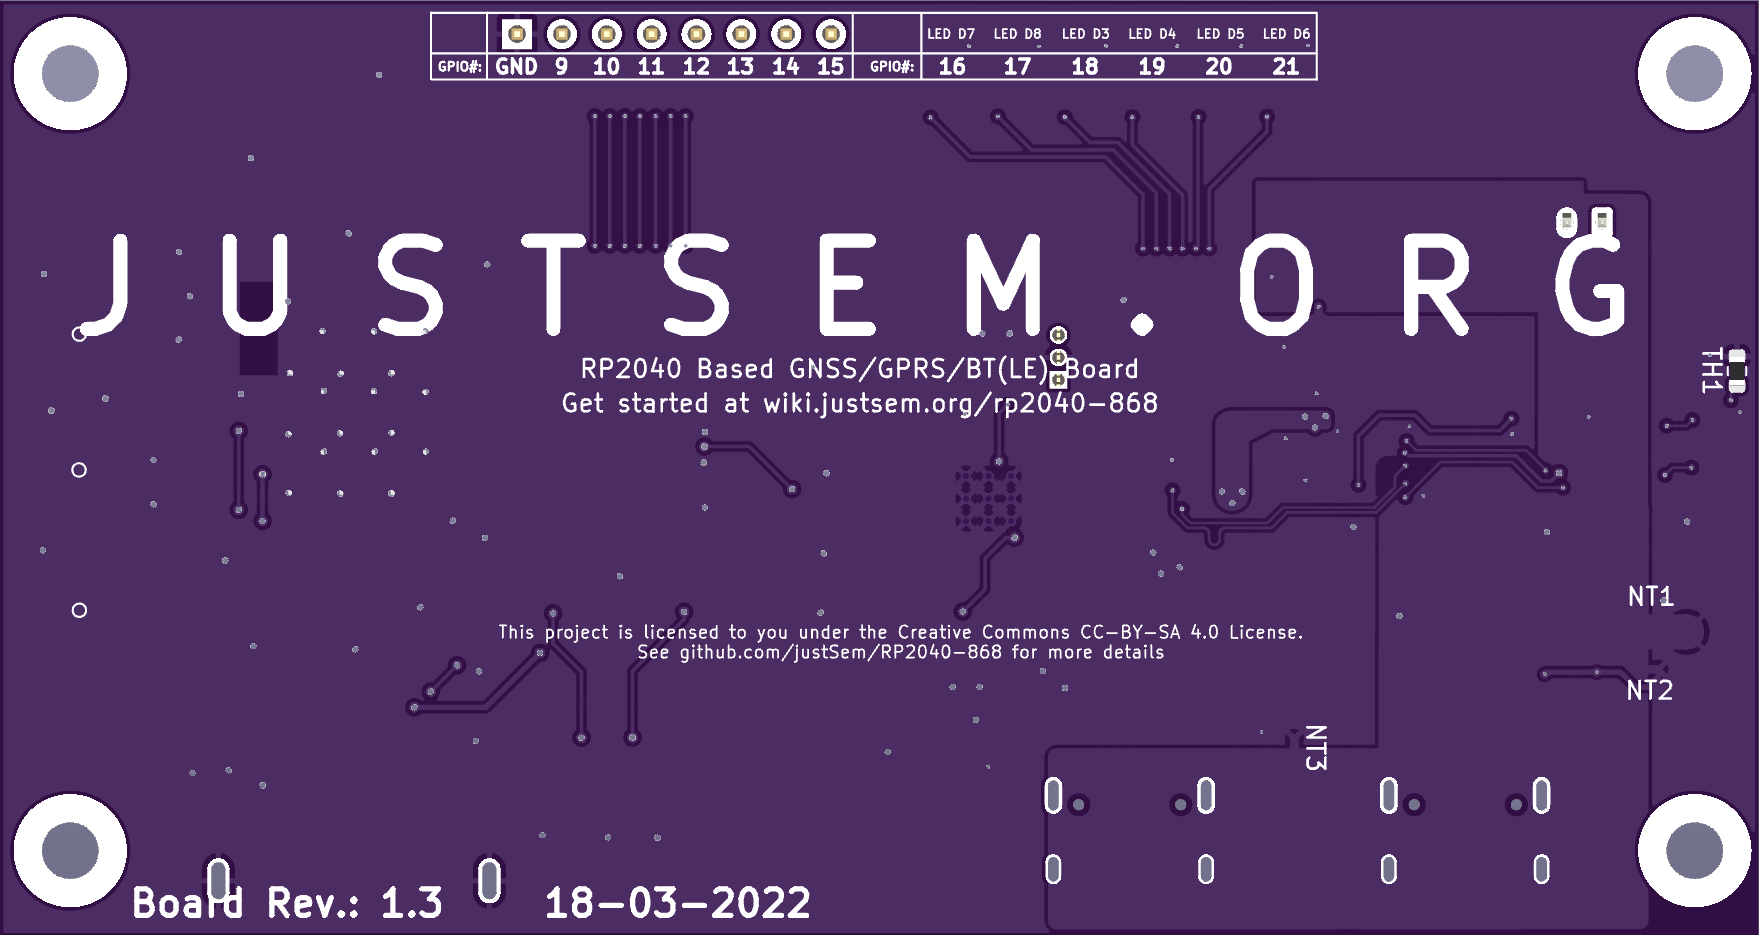 LED D7 LED D8 LED D3 LED D4 LED D5 LED D6
GPIO#: GND 9 10 11 12 13 14 15 GPIO#: 16 17 18 19 20 21
JUSTSEM.ORG
RP2040 Based GNSS/GPRS/BT(LE) Board
TH1
Get started at wiki.justsem.org/rp2040-868
NT1
This project is licensed to you under the Creative Commons CC-BY-SA 4.0 License.
See github.com/justSem/RP2040-868 for more details
NT2
NT3
Board Rev.: 1.3 18-03-2022